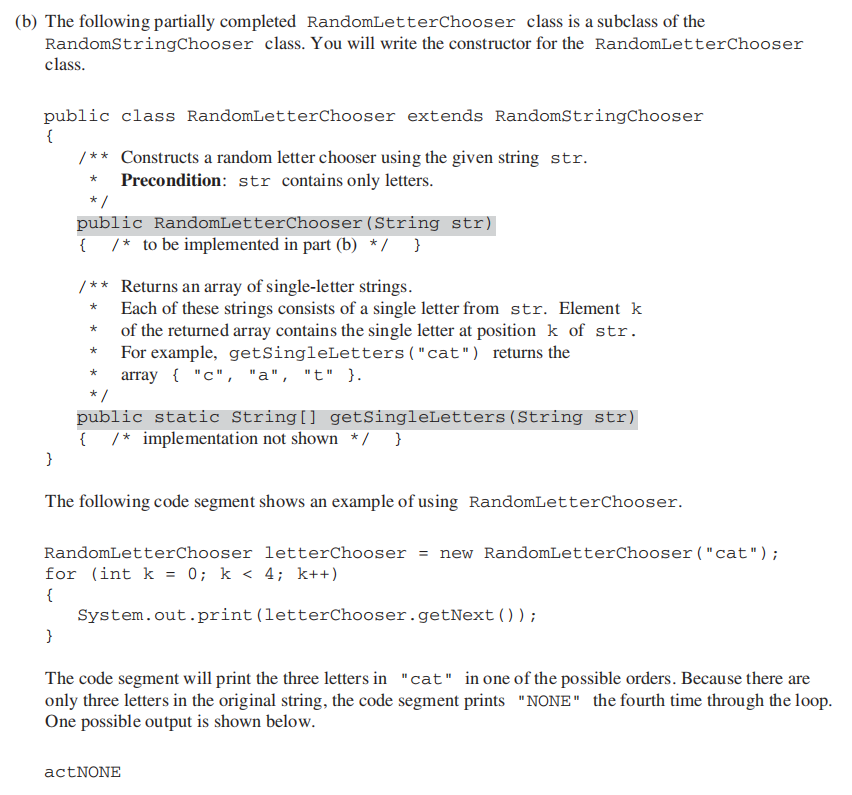 (b) The following partially completed RandomLetterChooser class is a subclass of the
RandomStringChooser class. You will write the constructor for the RandomLetterChooser
class.
public class RandomLetterChooser extends RandomStringChooser
{
/** Constructs a random letter chooser using the given string str.
* Precondition: str contains only letters.
*/
public RandomLetterChooser(String str)
{ /* to be implemented in part (b) */ }
/** Returns an array of single-letter strings.
* Each of these strings consists of a single letter from str. Element k
* of the returned array contains the single letter at position k of str.
* For example, getSingleLetters("cat") returns the
* array { "c", "a", "t" }.
*/
public static String[] getSingleLetters(String str)
{ /* implementation not shown */ }
}
The following code segment shows an example of using RandomLetterChooser.
RandomLetterChooser letterChooser = new RandomLetterChooser("cat");
for (int k = 0; k < 4; k++)
{
System.out.print(letterChooser.getNext());
}
The code segment will print the three letters in "cat" in one of the possible orders. Because there are
only three letters in the original string, the code segment prints "NONE" the fourth time through the loop.
One possible output is shown below.
actNONE